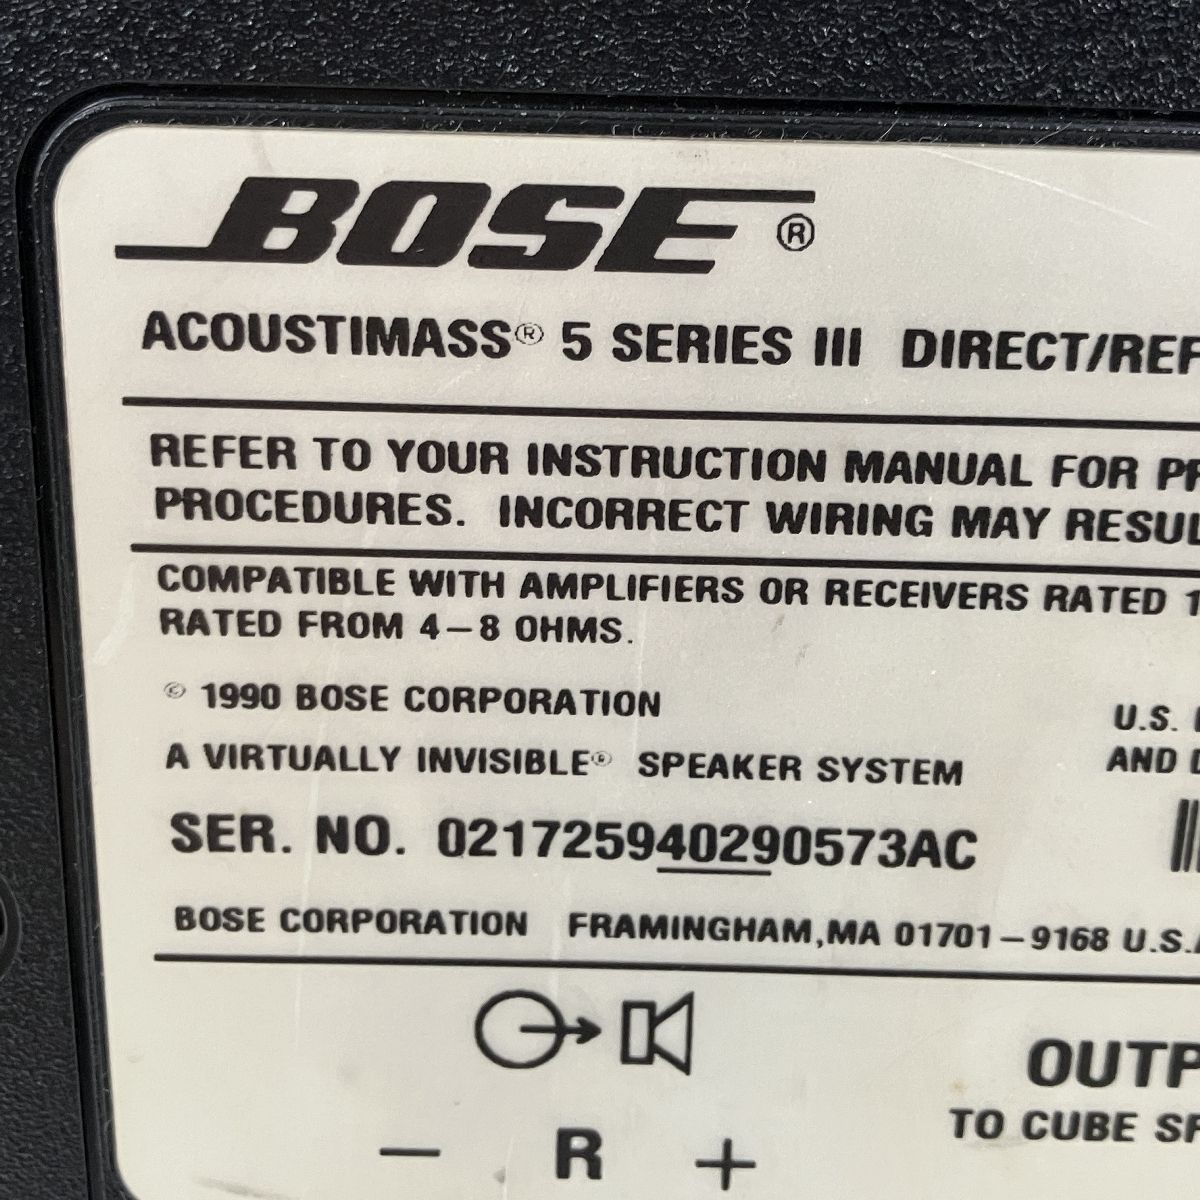 BOSE®
ACOUSTIMASS® 5 SERIES III DIRECT/REF
REFER TO YOUR INSTRUCTION MANUAL FOR PR
PROCEDURES. INCORRECT WIRING MAY RESUL
COMPATIBLE WITH AMPLIFIERS OR RECEIVERS RATED 1
RATED FROM 4–8 OHMS.
© 1990 BOSE CORPORATION
U.S.
A VIRTUALLY INVISIBLE® SPEAKER SYSTEM
AND
SER. NO. 021725940290573AC
BOSE CORPORATION FRAMINGHAM,MA 01701–9168 U.S.
OUTP
TO CUBE SP
– R +